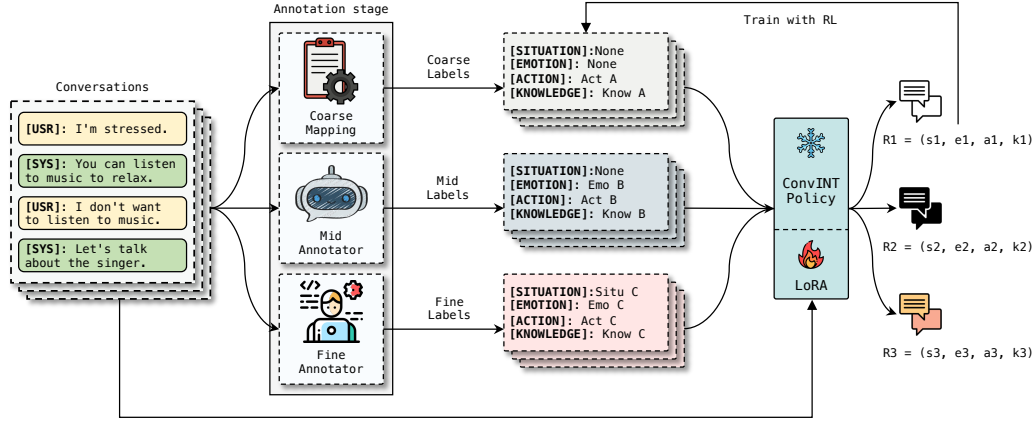 Annotation stage
Train with RL
Conversations
[USR]: I'm stressed.
[SYS]: You can listen
to music to relax.
[USR]: I don't want
to listen to music.
[SYS]: Let's talk
about the singer.
Coarse
Mapping
Mid
Annotator
Fine
Annotator
Coarse
Labels
Mid
Labels
Fine
Labels
[SITUATION]:None
[EMOTION]: None
[ACTION]: Act A
[KNOWLEDGE]: Know A
[SITUATION]:None
[EMOTION]: Emo B
[ACTION]: Act B
[KNOWLEDGE]: Know B
[SITUATION]:Situ C
[EMOTION]: Emo C
[ACTION]: Act C
[KNOWLEDGE]: Know C
ConvINT
Policy
LoRA
R1 = (s1, e1, a1, k1)
R2 = (s2, e2, a2, k2)
R3 = (s3, e3, a3, k3)